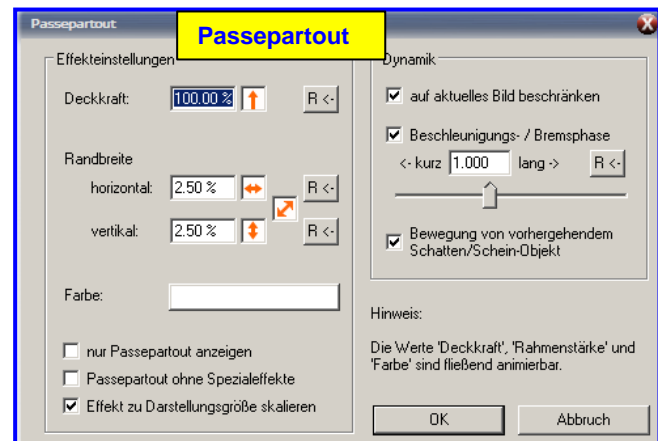 Passepartout
Passepartout
Effekteinstellungen
Deckkraft: 100.00 % R <-
Randbreite
horizontal: 2.50 % R <-
vertikal: 2.50 % R <-
Farbe:
nur Passepartout anzeigen
Passepartout ohne Spezialeffekte
Effekt zu Darstellungsgröße skalieren
Dynamik
auf aktuelles Bild beschränken
Beschleunigungs- / Bremsphase
<- kurz 1.000 lang -> R <-
Bewegung von vorhergehendem
Schatten/Schein-Objekt
Hinweis:
Die Werte 'Deckkraft', 'Rahmenstärke' und
'Farbe' sind fließend animierbar.
OK Abbruch